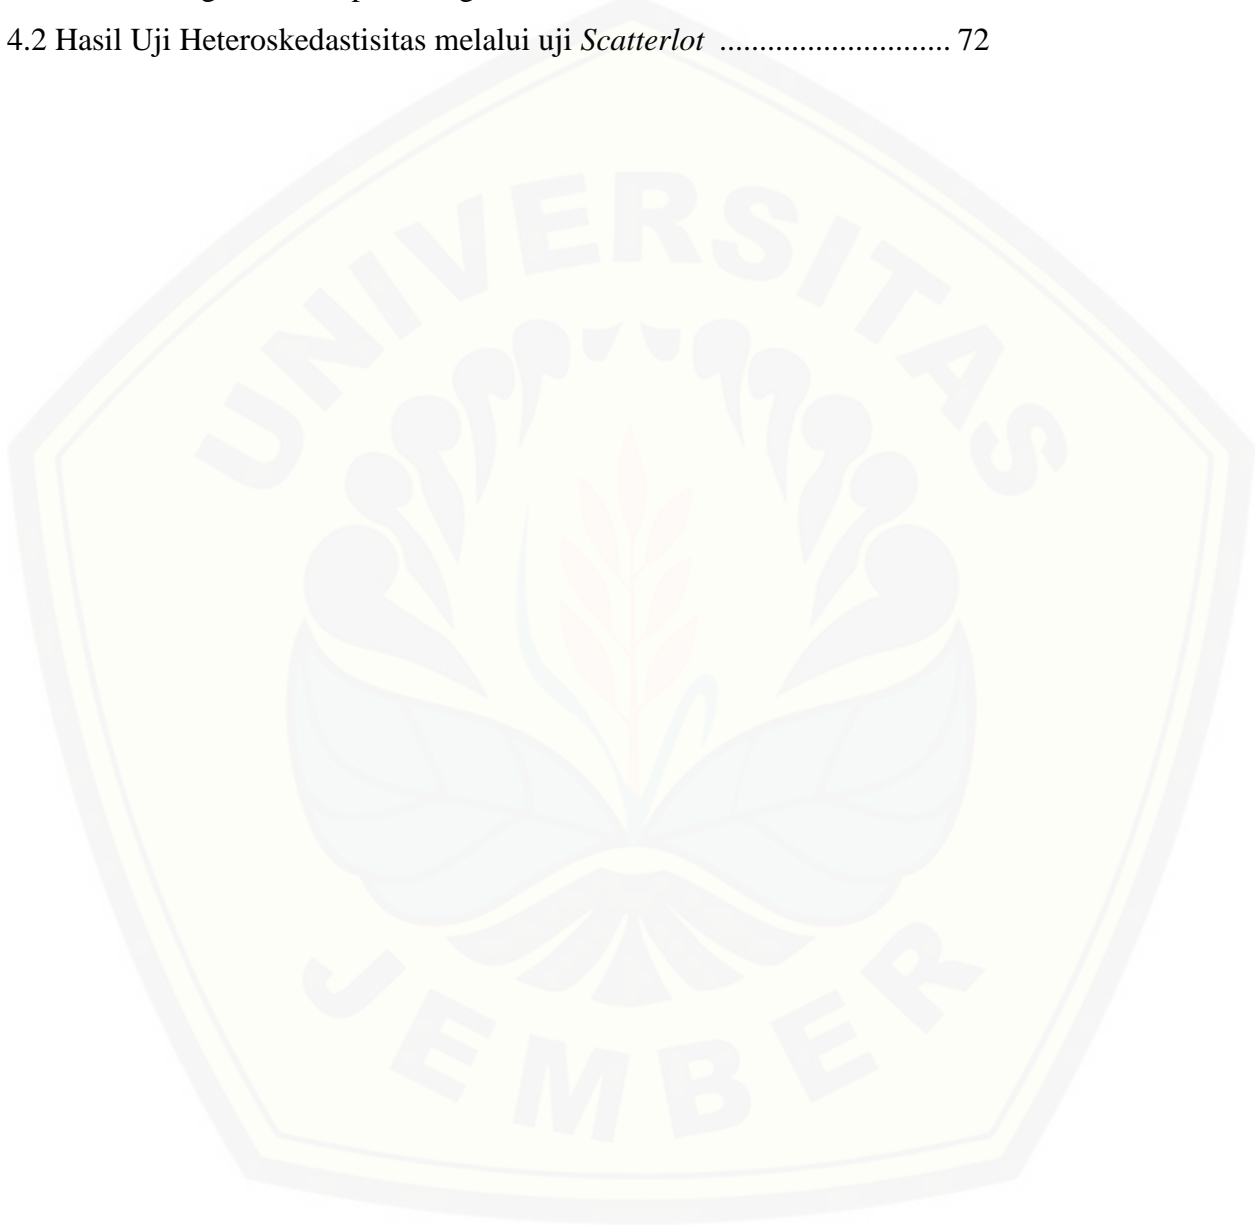 4.2 Hasil Uji Heteroskedastisitas melalui uji Scatterlot ............................. 72
UNIVERSITAS
JEMBER